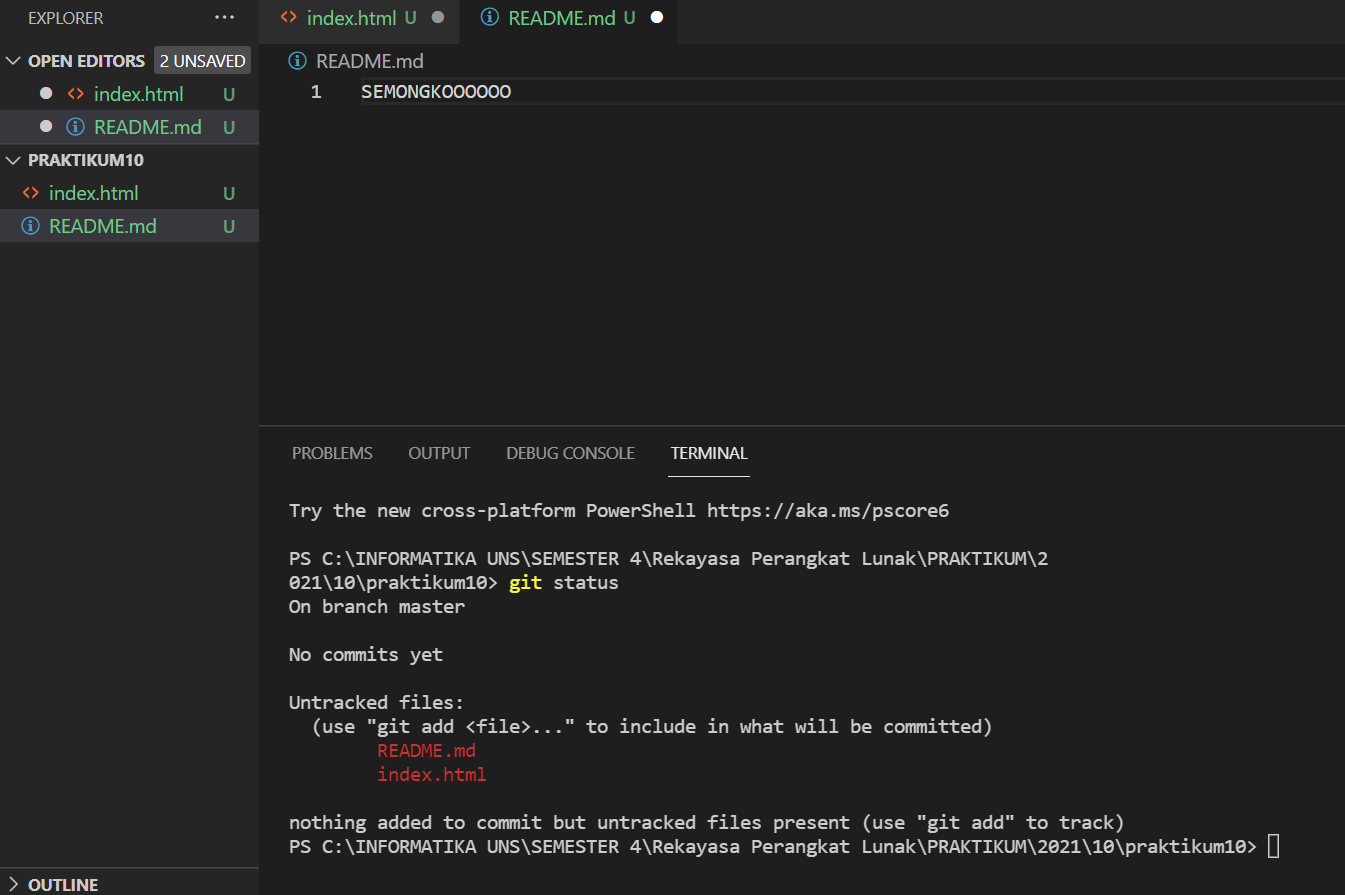 EXPLORER ···
OPEN EDITORS 2 UNSAVED
index.html U
README.md U
PRAKTIKUM10
index.html U
README.md U
OUTLINE
index.html U README.md U
README.md
1 SEMONGKOOOOOO
PROBLEMS OUTPUT DEBUG CONSOLE TERMINAL
Try the new cross-platform PowerShell https://aka.ms/pscore6
PS C:\INFORMATIKA UNS\SEMESTER 4\Rekayasa Perangkat Lunak\PRAKTIKUM\2
021\10\praktikum10> git status
On branch master
No commits yet
Untracked files:
(use "git add <file>..." to include in what will be committed)
README.md
index.html
nothing added to commit but untracked files present (use "git add" to track)
PS C:\INFORMATIKA UNS\SEMESTER 4\Rekayasa Perangkat Lunak\PRAKTIKUM\2021\10\praktikum10>